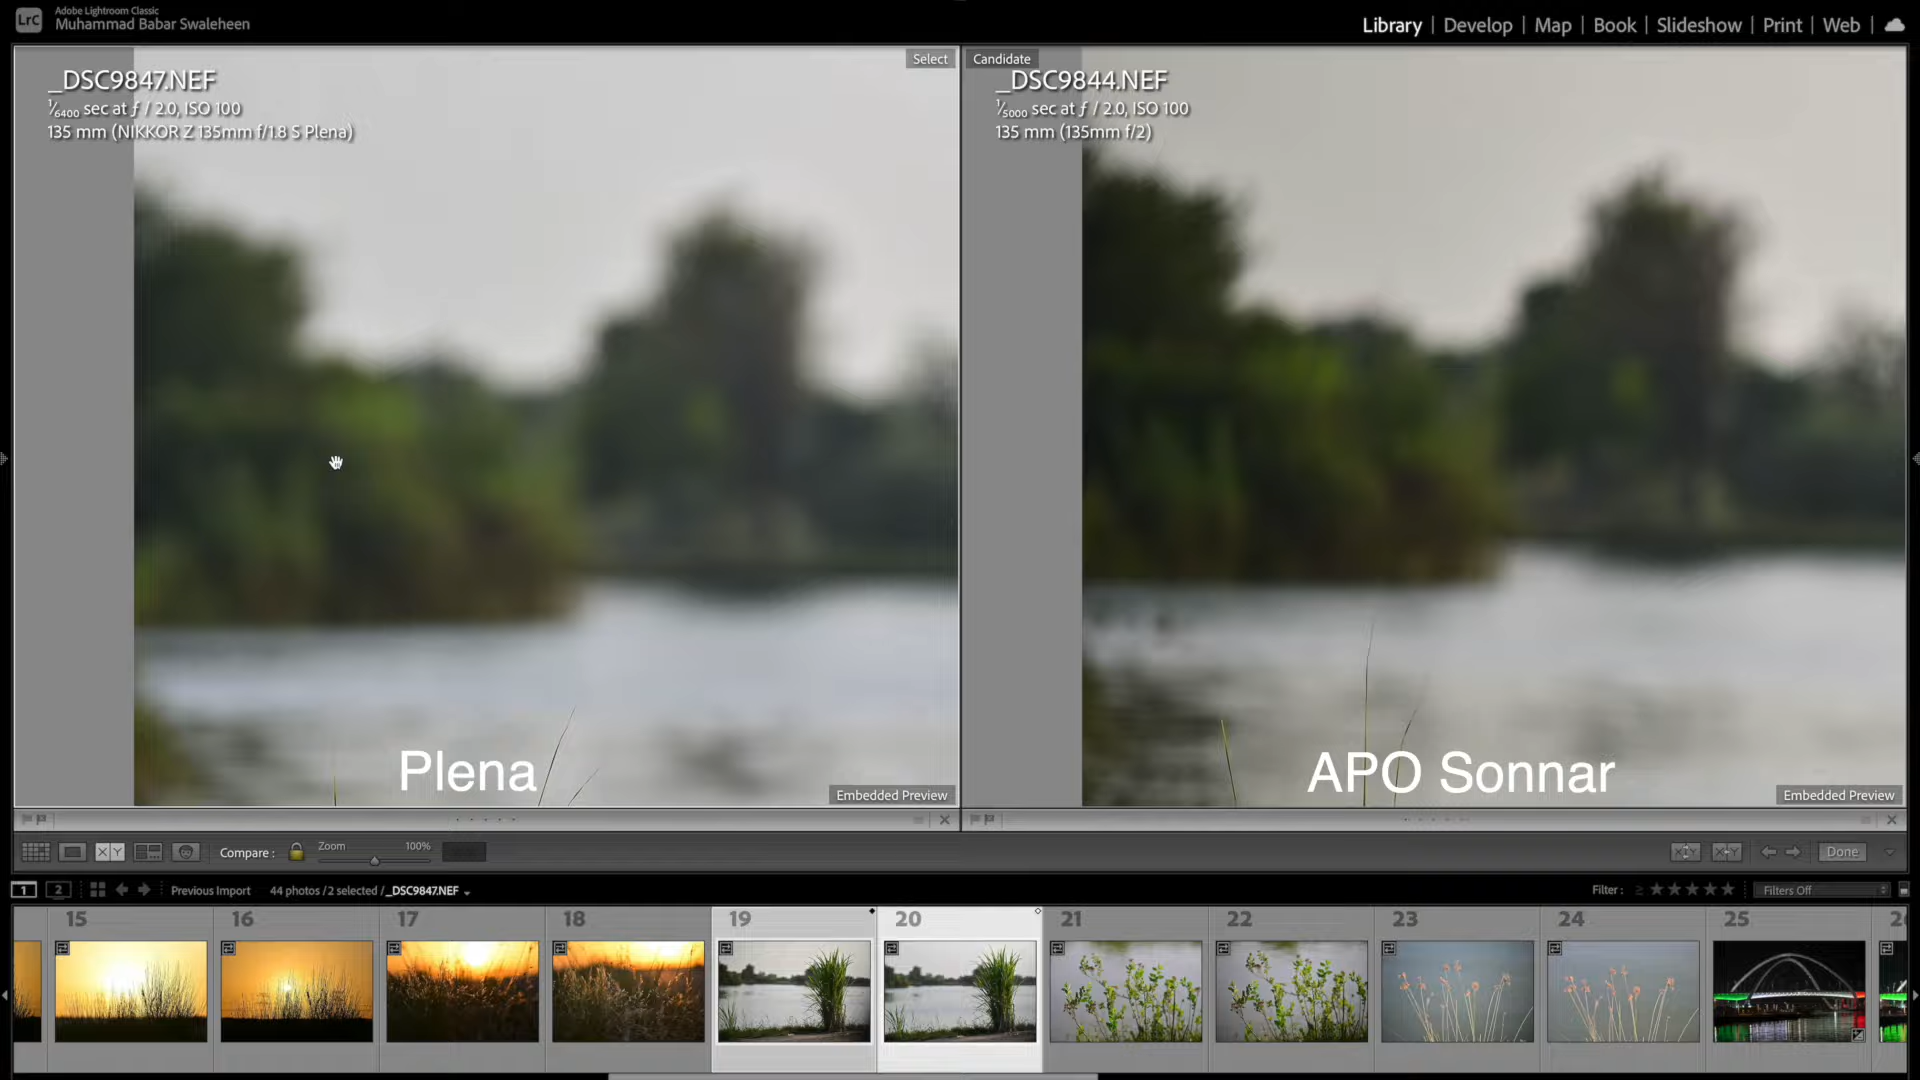 LrC
Adobe Lightroom Classic
Muhammad Babar Swaleheen
Library | Develop | Map | Book | Slideshow | Print | Web
Select
_DSC9847.NEF
1/6400 sec at ƒ / 2.0, ISO 100
135 mm (NIKKOR Z 135mm f/1.8 S Plena)
Candidate
_DSC9844.NEF
1/5000 sec at ƒ / 2.0, ISO 100
135 mm (135mm f/2)
Plena
Embedded Preview
APO Sonnar
Embedded Preview
X Y
Compare :
Zoom
100%
Done
1
2
Previous Import
44 photos / 2 selected / _DSC9847.NEF
Filter :
Filters Off
15
16
17
18
19
20
21
22
23
24
25